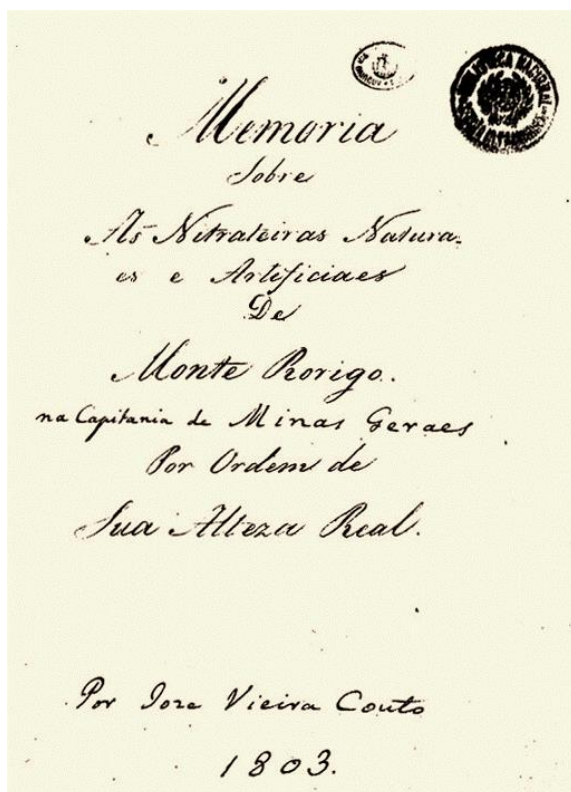 Memoria
Sobre
As Nitrateiras Natura-
es e Artificiaes
De
Monte Rorigo.
na Capitania de Minas Geraes
Por Ordem de
Sua Alteza Real.
Por Joze Vieira Couto
1803.